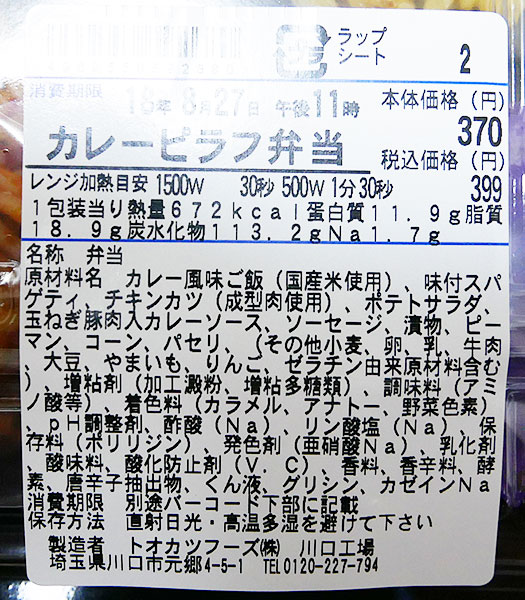 ラップ
シート
2
消費期限
16年 8月27日 午後11時
本体価格(円)
370
カレーピラフ弁当
税込価格(円)
399
レンジ加熱目安 1500W 30秒 500W 1分30秒
1包装当り熱量672kcal蛋白質11.9g脂質
18.9g炭水化物113.2gNa1.7g
名称 弁当
原材料名 カレー風味ご飯(国産米使用)、味付スパ
ゲティ、チキンカツ(成型肉使用)、ポテトサラダ、
玉ねぎ豚肉入カレーソース、ソーセージ、漬物、ピー
マン、コーン、パセリ、(その他小麦、卵、乳、牛肉
、大豆、やまいも、りんご、ゼラチン由来原材料含む
)、増粘剤(加工澱粉、増粘多糖類)、調味料(アミ
ノ酸等)、着色料(カラメル、アナトー、野菜色素)
、pH調整剤、酢酸(Na)、リン酸塩(Na)、保
存料(ポリリジン)、発色剤(亜硝酸Na)、乳化剤
、酸味料、酸化防止剤(V.C)、香料、香辛料、酵
素、唐辛子抽出物、くん液、グリシン、カゼインNa
消費期限 別途バーコード下部に記載
保存方法 直射日光・高温多湿を避けて下さい
製造者 トオカツフーズ㈱ 川口工場
埼玉県川口市元郷4-5-1 TEL0120-227-794